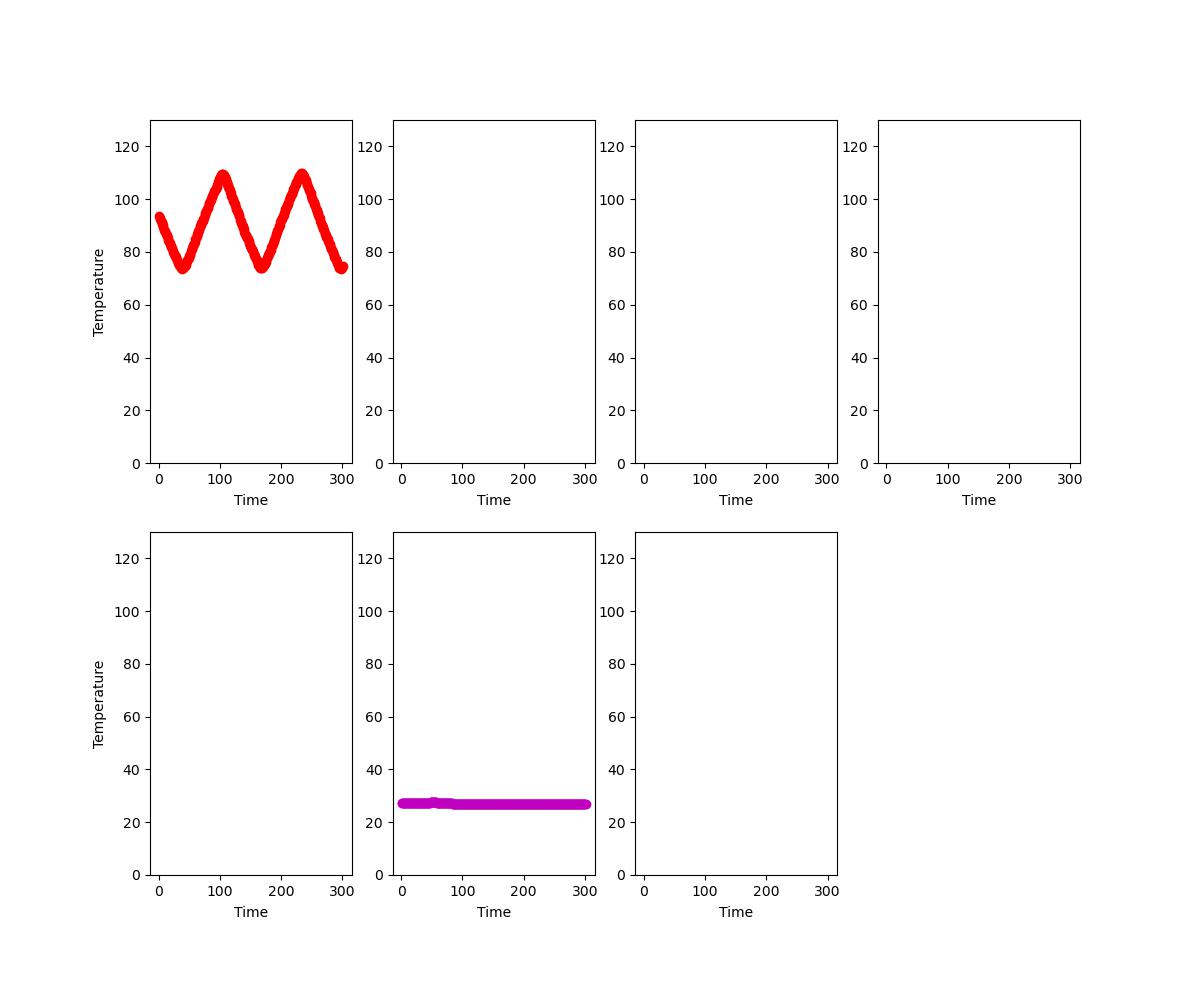 120 120 120 120
100 100 100 100
80 80 80 80
Temperature
60 60 60 60
40 40 40 40
20 20 20 20
0 0 0 0
0 100 200 300 0 100 200 300 0 100 200 300 0 100 200 300
Time Time Time Time
120 120 120
100 100 100
80 80 80
Temperature
60 60 60
40 40 40
20 20 20
0 0 0
0 100 200 300 0 100 200 300 0 100 200 300
Time Time Time